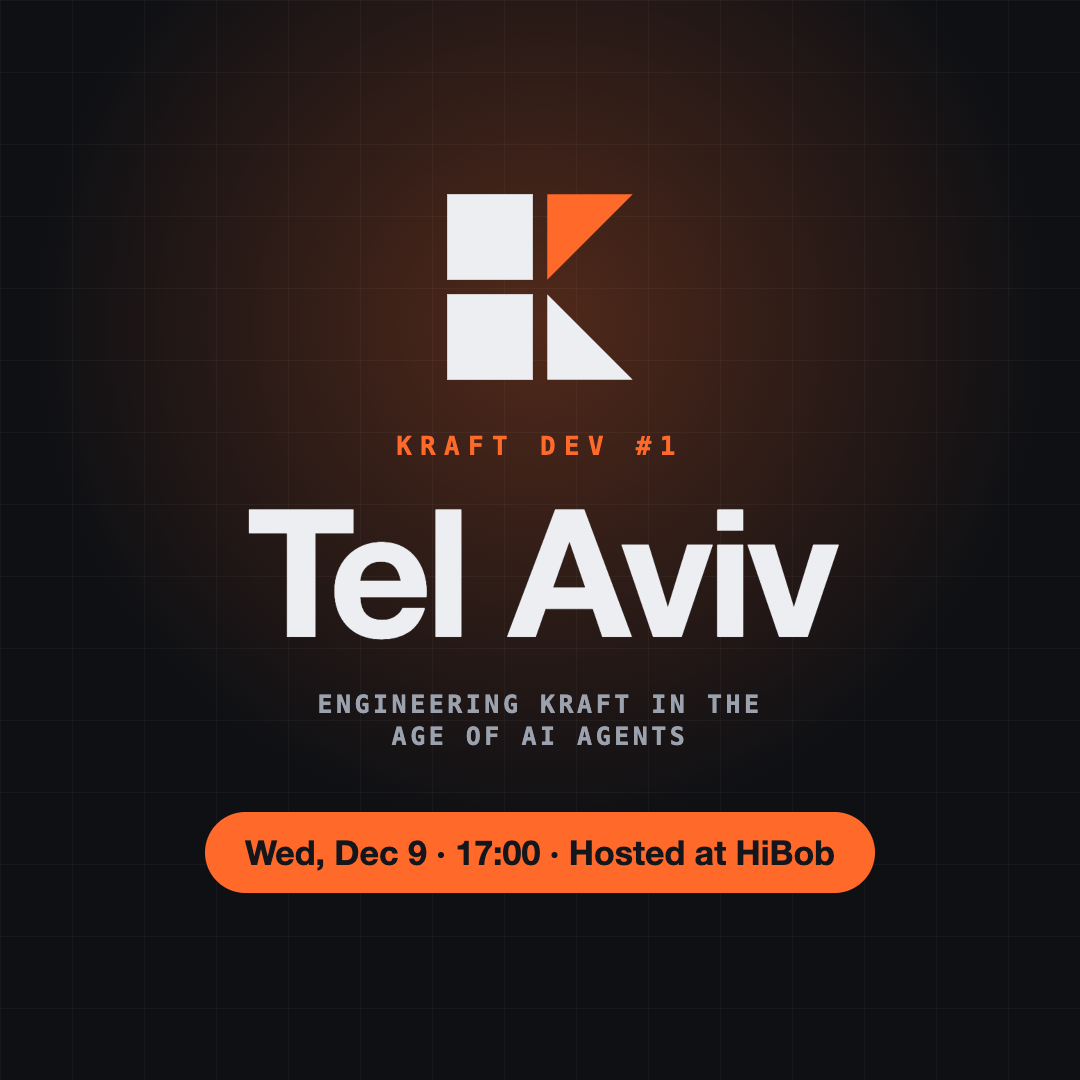 KRAFT DEV #1
Tel Aviv
ENGINEERING KRAFT IN THE
AGE OF AI AGENTS
Wed, Dec 9 · 17:00 · Hosted at HiBob